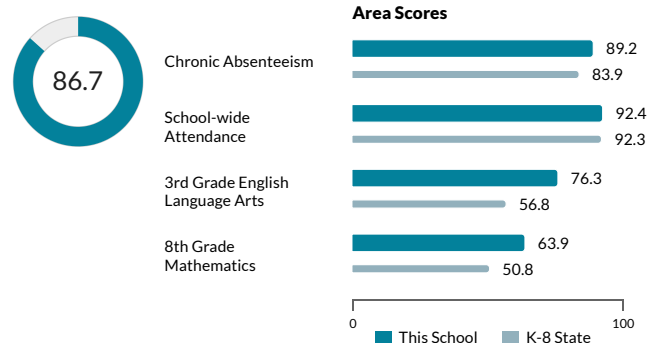 Area Scores
86.7
Chronic Absenteeism
89.2
83.9
School-wide
Attendance
92.4
92.3
3rd Grade English
Language Arts
76.3
56.8
8th Grade
Mathematics
63.9
50.8
0
100
This School
K-8 State